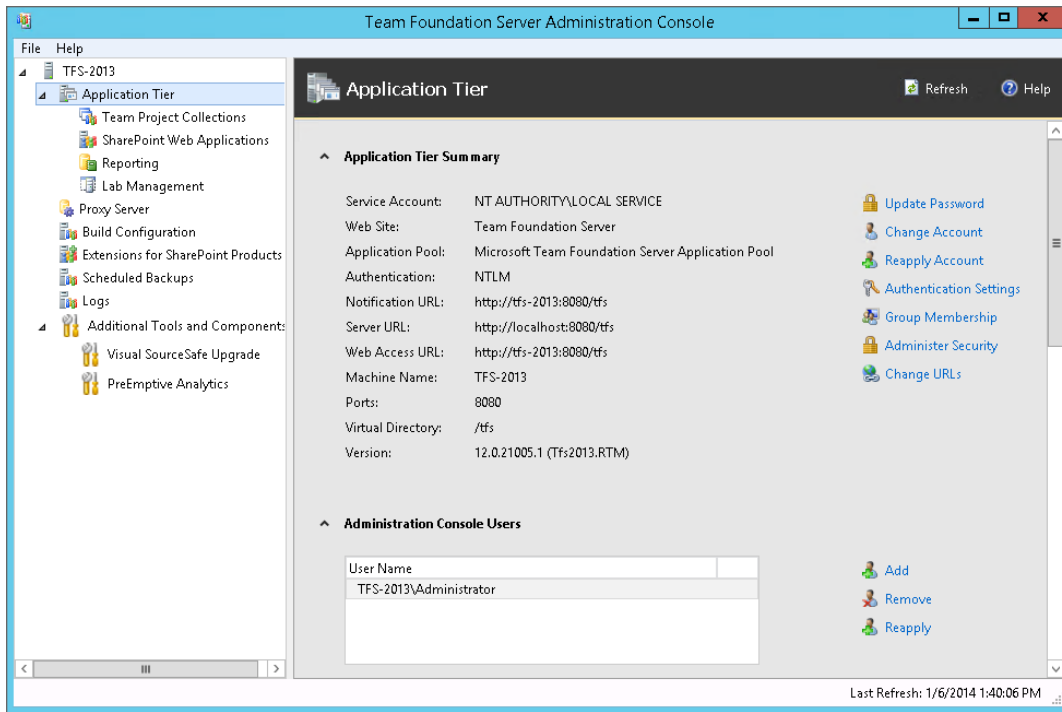 Team Foundation Server Administration Console
File Help
TFS-2013
Application Tier
Team Project Collections
SharePoint Web Applications
Reporting
Lab Management
Proxy Server
Build Configuration
Extensions for SharePoint Products
Scheduled Backups
Logs
Additional Tools and Components
Visual SourceSafe Upgrade
PreEmptive Analytics
Application Tier
Refresh Help
Application Tier Summary
Service Account: NT AUTHORITY\LOCAL SERVICE
Web Site: Team Foundation Server
Application Pool: Microsoft Team Foundation Server Application Pool
Authentication: NTLM
Notification URL: http://tfs-2013:8080/tfs
Server URL: http://localhost:8080/tfs
Web Access URL: http://tfs-2013:8080/tfs
Machine Name: TFS-2013
Ports: 8080
Virtual Directory: /tfs
Version: 12.0.21005.1 (Tfs2013.RTM)
Update Password
Change Account
Reapply Account
Authentication Settings
Group Membership
Administer Security
Change URLs
Administration Console Users
User Name
TFS-2013\Administrator
Add
Remove
Reapply
Last Refresh: 1/6/2014 1:40:06 PM